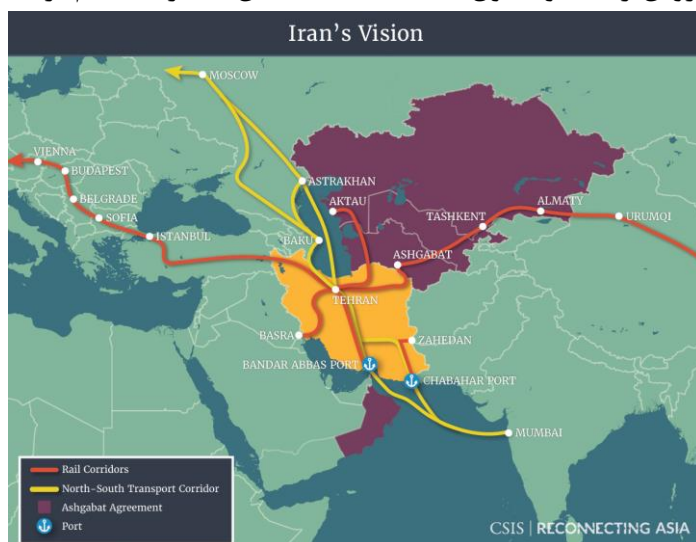 Iran's Vision
MOSCOW
VIENNA
BUDAPEST
BELGRADE
SOFIA
ISTANBUL
ASTRAKHAN
AKTAU
BAKU
TASHKENT
ALMATY
URUMQI
ASHGABAT
TEHRAN
BASRA
ZAHEDAN
BANDAR ABBAS PORT
CHABAHAR PORT
MUMBAI
Rail Corridors
North-South Transport Corridor
Ashgabat Agreement
Port
CSIS | RECONNECTING ASIA